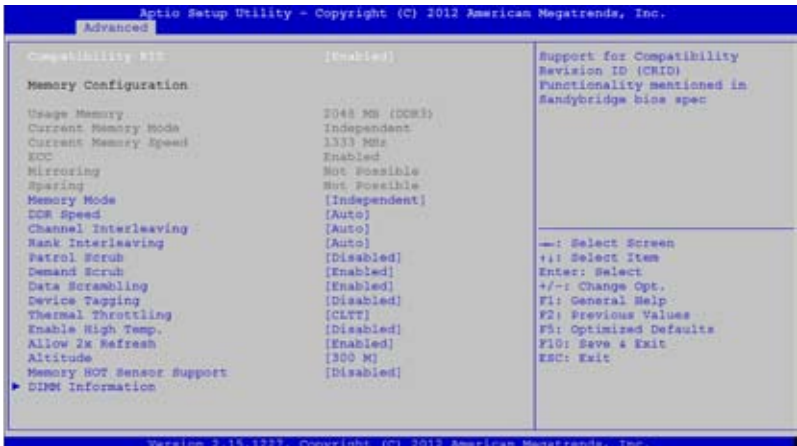 Aptio Setup Utility - Copyright (C) 2012 American Megatrends, Inc.
Advanced
Compatibility RID [Enabled]
Support for Compatibility
Revision ID (CRID)
Functionality mentioned in
Sandybridge bios spec
Memory Configuration
Usage Memory 2048 MB (DDR3)
Current Memory Mode Independent
Current Memory Speed 1333 MHz
ECC Enabled
Mirroring Not Possible
Sparing Not Possible
Memory Mode [Independent]
DDR Speed [Auto]
Channel Interleaving [Auto]
Rank Interleaving [Auto]
Patrol Scrub [Disabled]
Demand Scrub [Enabled]
Data Scrambling [Enabled]
Device Tagging [Disabled]
Thermal Throttling [CLTT]
Enable High Temp. [Disabled]
Allow 2x Refresh [Enabled]
Altitude [300 M]
Memory HOT Sensor Support [Disabled]
► DIMM Information
→←: Select Screen
↑↓: Select Item
Enter: Select
+/-: Change Opt.
F1: General Help
F2: Previous Values
F5: Optimized Defaults
F10: Save & Exit
ESC: Exit
Version 2.15.1227. Copyright (C) 2012 American Megatrends, Inc.